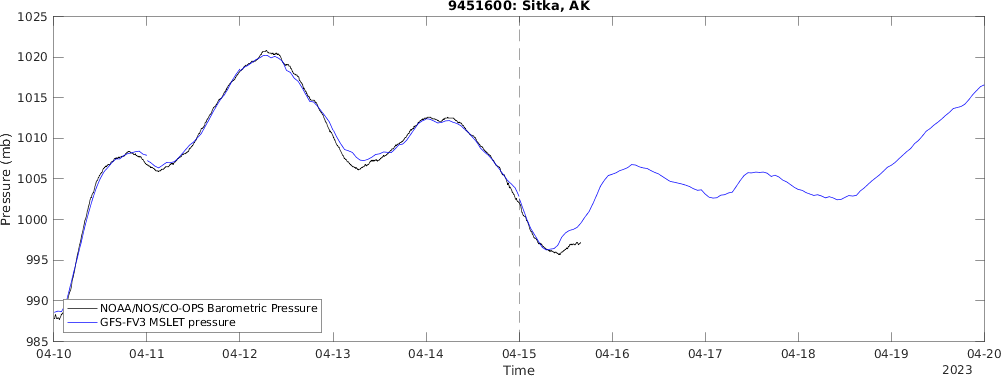 9451600: Sitka, AK
1025
1020
1015
1010
1005
1000
995
990
985
Pressure (mb)
NOAA/NOS/CO-OPS Barometric Pressure
GFS-FV3 MSLET pressure
04-10 04-11 04-12 04-13 04-14 04-15 04-16 04-17 04-18 04-19 04-20
Time
2023